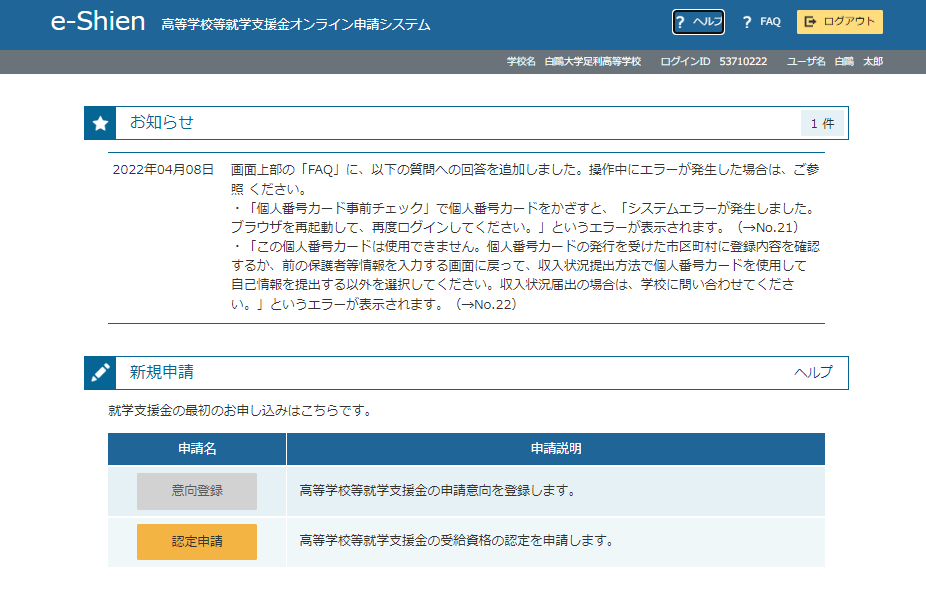 e-Shien 高等学校等就学支援金オンライン申請システム
? ヘルプ ? FAQ ログアウト
学校名 白鷗大学足利高等学校 ログインID 53710222 ユーザ名 白鷗 太郎
お知らせ 1 件
2022年04月08日 画面上部の「FAQ」に、以下の質問への回答を追加しました。操作中にエラーが発生した場合は、ご参
照 ください。
・「個人番号カード事前チェック」で個人番号カードをかざすと、「システムエラーが発生しました。
ブラウザを再起動して、再度ログインしてください。」というエラーが表示されます。（→No.21）
・「この個人番号カードは使用できません。個人番号カードの発行を受けた市区町村に登録内容を確認
するか、前の保護者等情報を入力する画面に戻って、収入状況提出方法で個人番号カードを使用して
自己情報を提出する以外を選択してください。収入状況届出の場合は、学校に問い合わせてくださ
い。」というエラーが表示されます。（→No.22）
新規申請 ヘルプ
就学支援金の最初のお申し込みはこちらです。
申請名 申請説明
意向登録 高等学校等就学支援金の申請意向を登録します。
認定申請 高等学校等就学支援金の受給資格の認定を申請します。